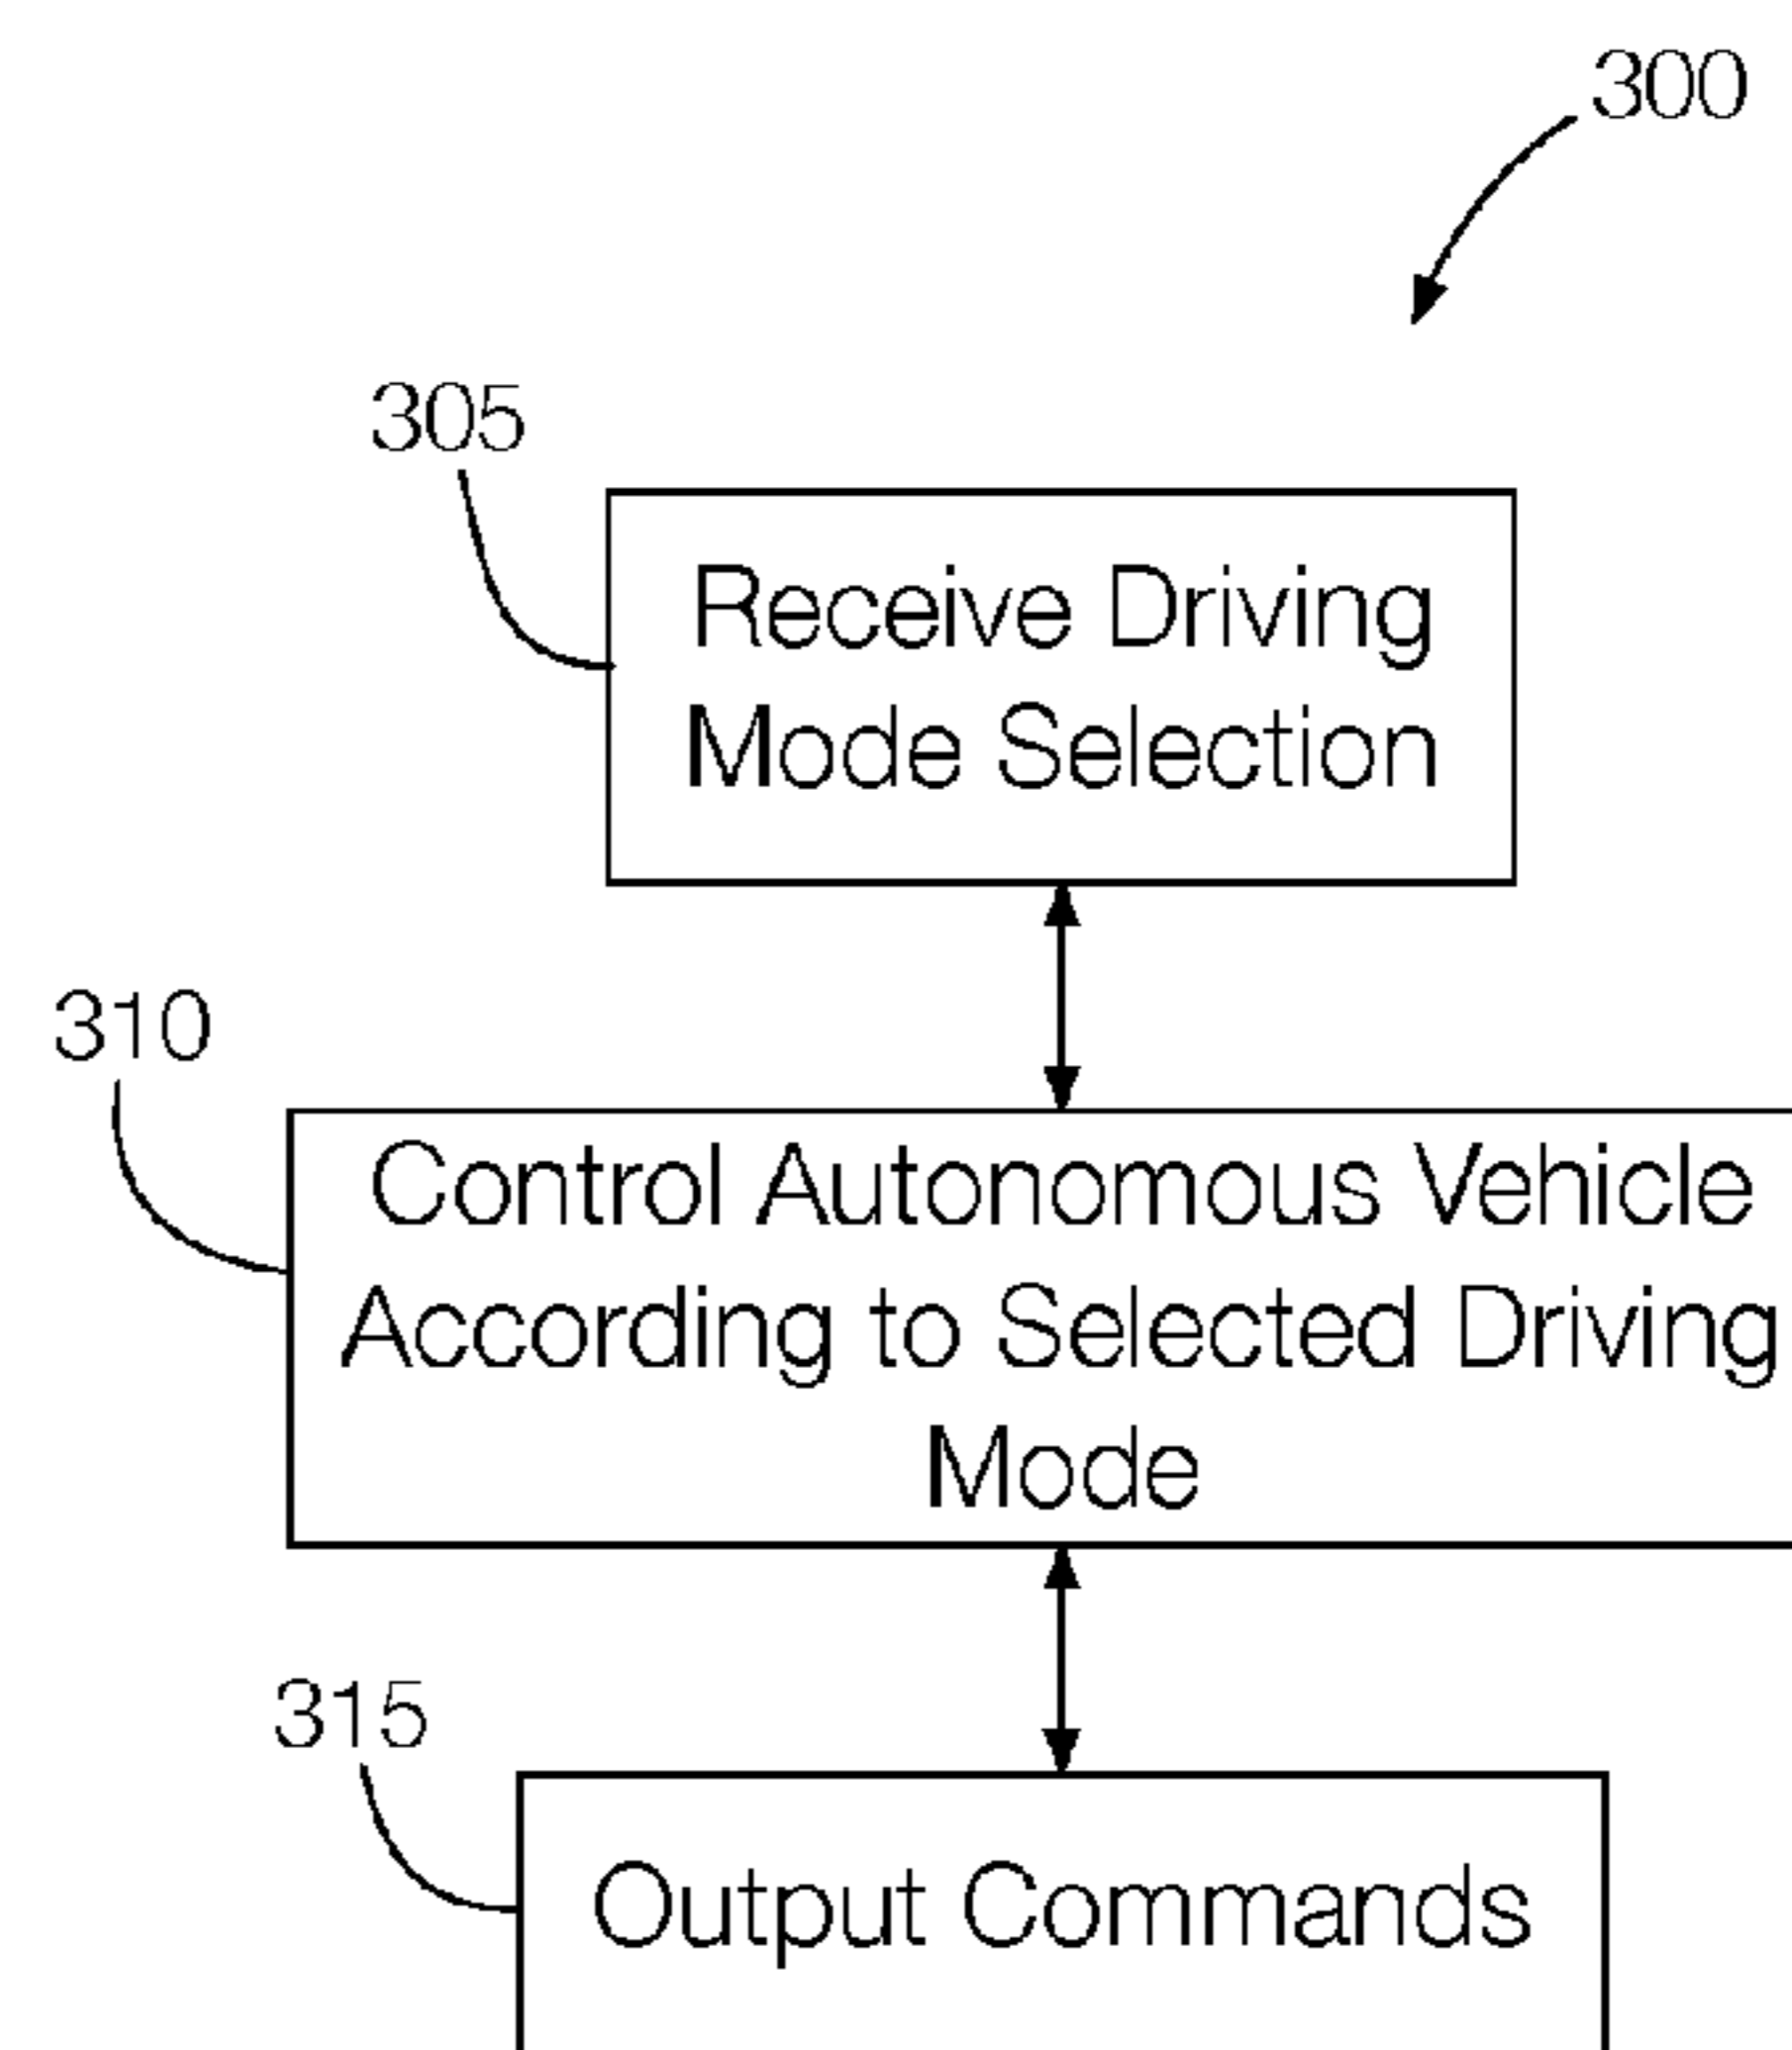 300
305
Receive Driving
Mode Selection
310
Control Autonomous Vehicle
According to Selected Driving
Mode
315
Output Commands